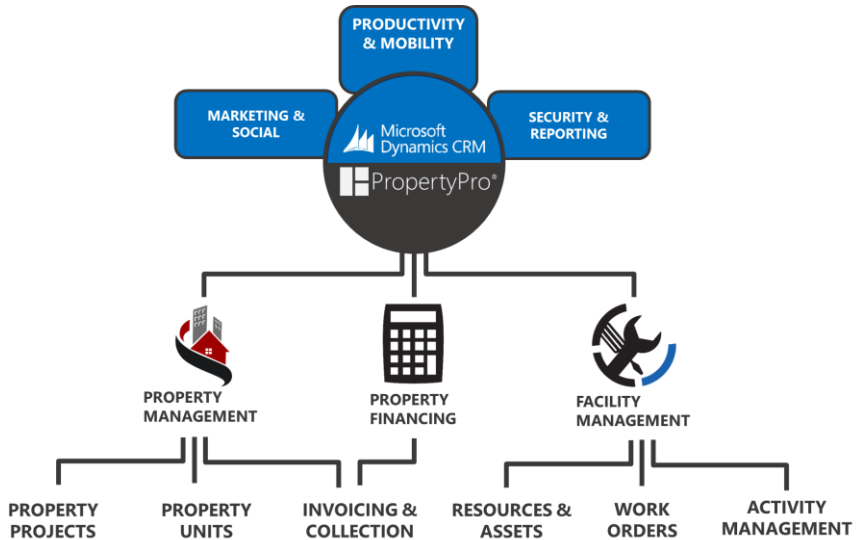 PRODUCTIVITY
& MOBILITY
MARKETING &
SOCIAL
SECURITY &
REPORTING
Microsoft
Dynamics CRM
PropertyPro®
PROPERTY
MANAGEMENT
PROPERTY
FINANCING
FACILITY
MANAGEMENT
PROPERTY
PROJECTS
PROPERTY
UNITS
INVOICING &
COLLECTION
RESOURCES &
ASSETS
WORK
ORDERS
ACTIVITY
MANAGEMENT